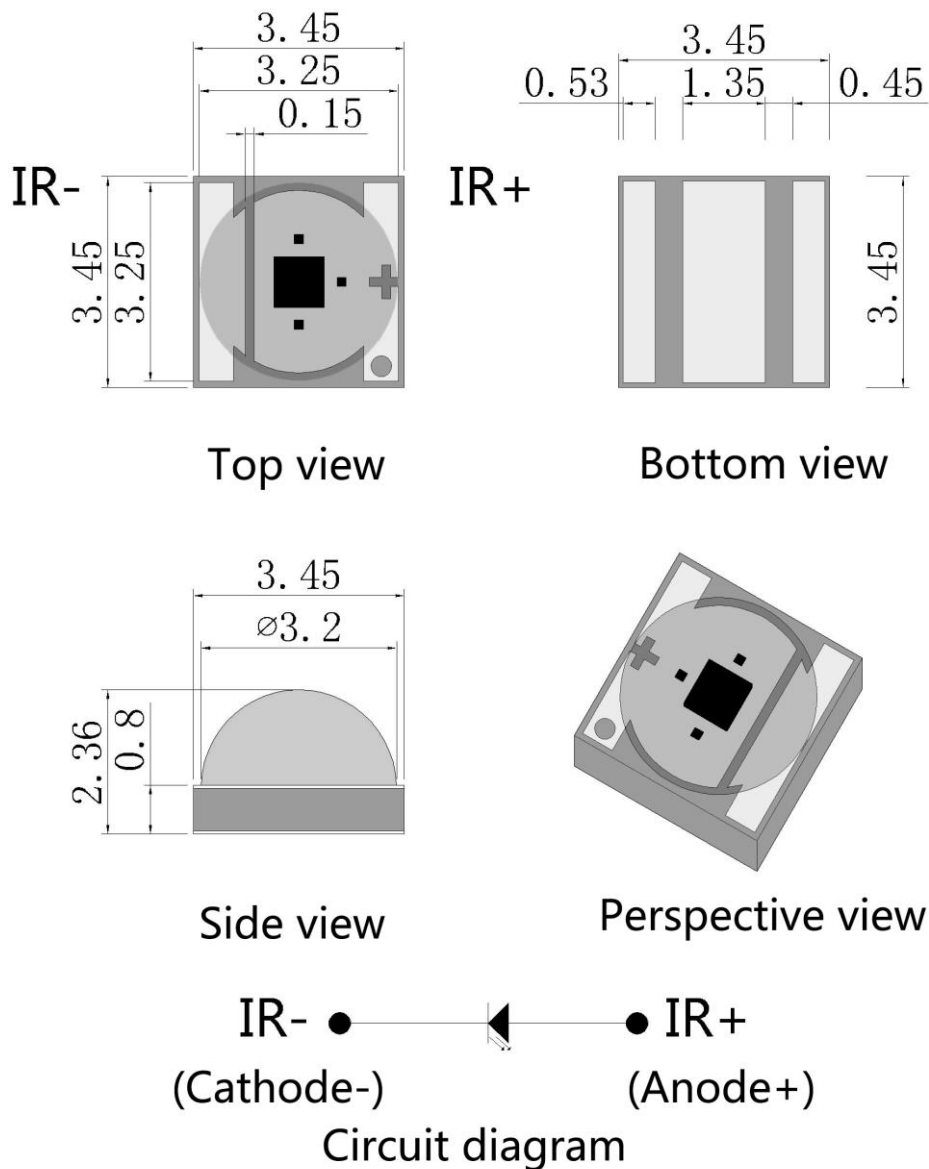 3.45
3.45
3.25
0.53
1.35
0.45
0.15
IR-
IR+
3.45
3.25
3.45
Top view
Bottom view
3.45
⌀3.2
2.36
0.8
Side view
Perspective view
IR-
IR+
(Cathode-)
(Anode+)
Circuit diagram